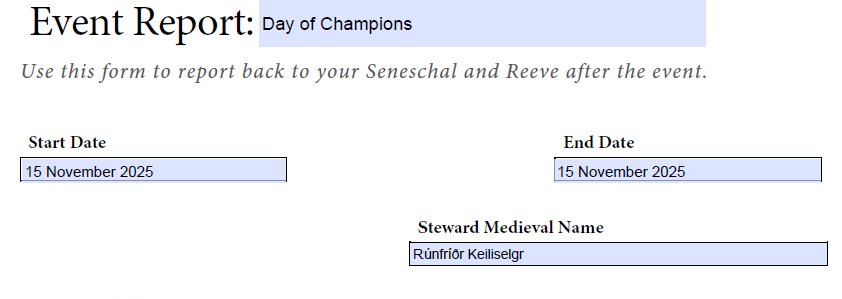 Event Report: Day of Champions
Use this form to report back to your Seneschal and Reeve after the event.
Start Date End Date
15 November 2025 15 November 2025
Steward Medieval Name
Rúnfríðr Keiliselgr